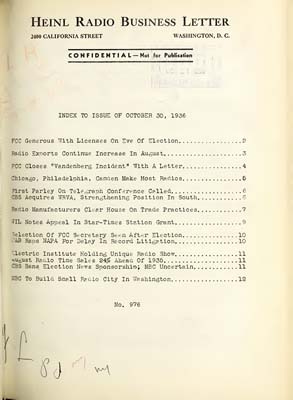 HEINL RADIO BUSINESS LETTER
2400 CALIFORNIA STREET WASHINGTON, D. C.
CONFIDENTIAL—Not for Publication
INDEX TO ISSUE OF OCTOBER 30, 1936
FCC Generous With Licenses On Eve Of Election.................2
Radio Exports Continue Increase In August.....................3
FCC Closes "Vandenberg Incident" With A Letter................4
Chicago, Philadelphia, Camden Make Most Radios................5
First Parley On Telegraph Conference Called...................6
CBS Acquires WRVA, Strengthening Position In South............6
Radio Manufacturers Clear House On Trade Practices............7
WIL Notes Appeal In Star-Times Station Grant..................9
Selection Of FCC Secretary Seen After Election...............10
NAB Raps NAPA For Delay In Record Litigation.................10
Electric Institute Holding Unique Radio Show.................11
August Radio Time Sales 24% Ahead Of 1935....................11
CBS Bans Election News Sponsorship; NBC Uncertain............11
NBC To Build Small Radio City In Washington..................12
No. 976